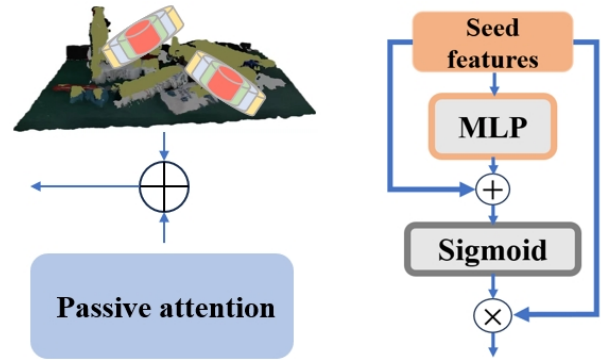 Seed
features
MLP
Sigmoid
Passive attention